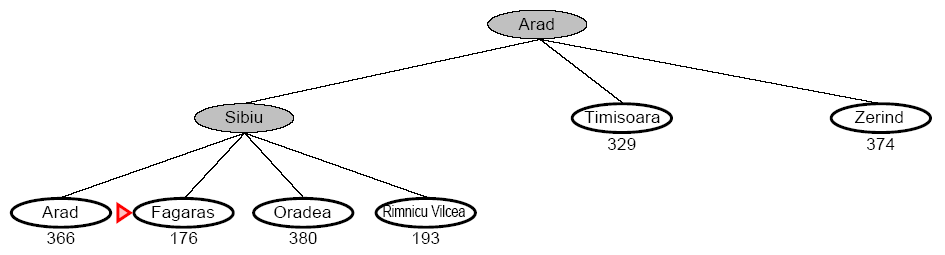 Arad
Sibiu
Timisoara
Zerind
329
374
Arad
Fagaras
Oradea
Rimnicu Vilcea
366
176
380
193